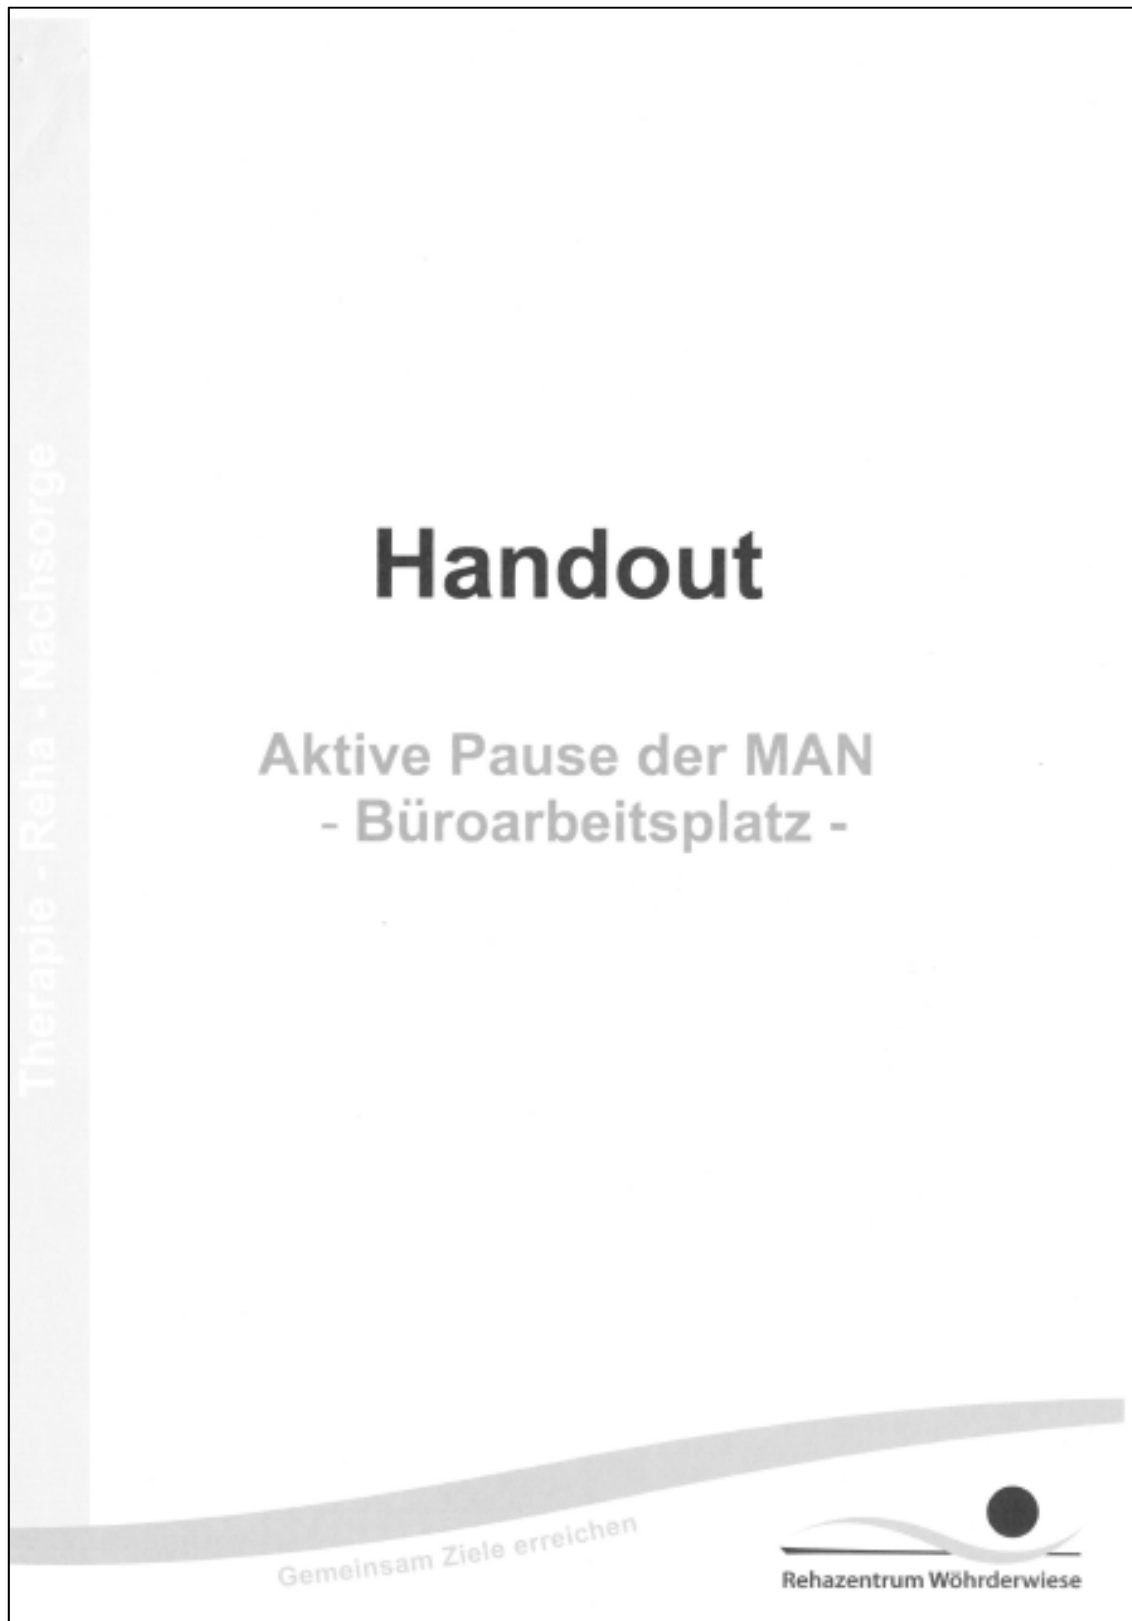 Therapie - Reha - Nachsorge
Handout
Aktive Pause der MAN
- Büroarbeitsplatz -
Gemeinsam Ziele erreichen
Rehazentrum Wöhrderwiese